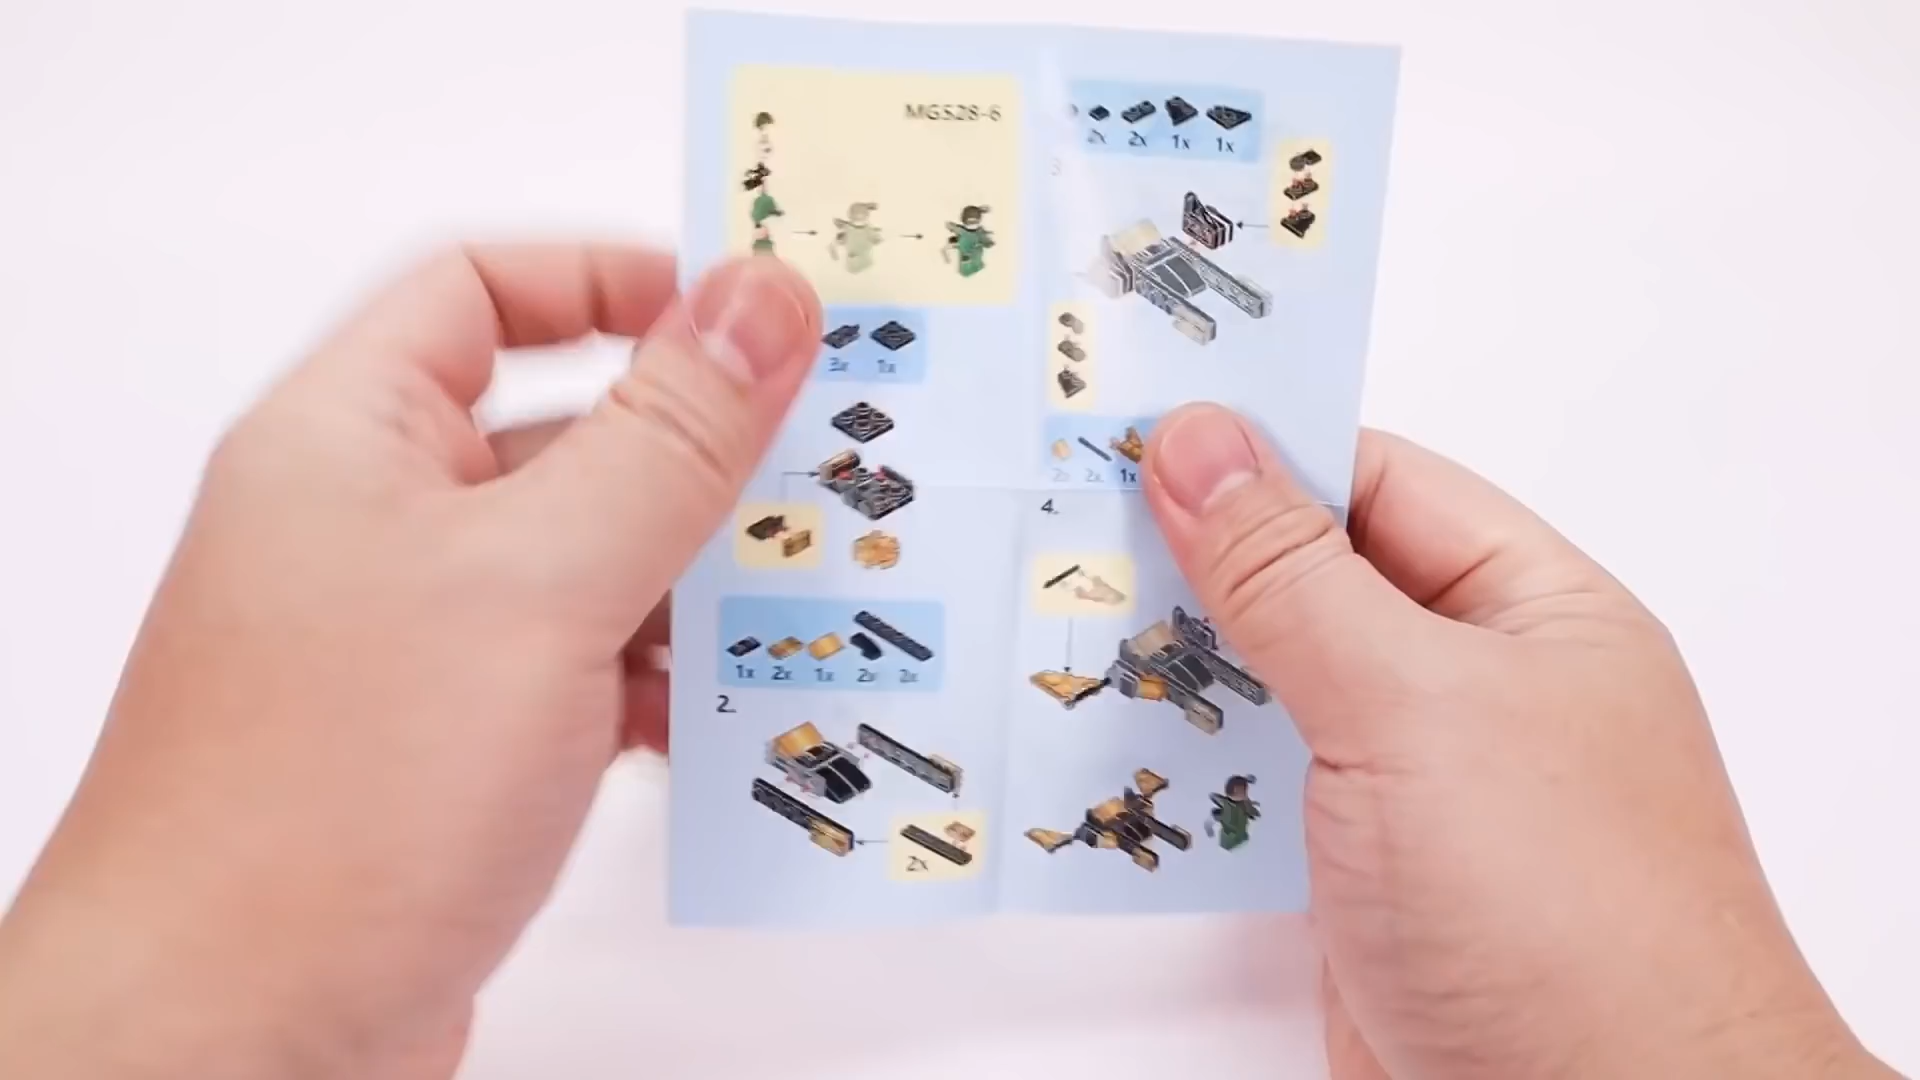 MG528-6
3x 1x
1x 2x 1x 2x 2x
2.
2x
2x 2x 1x 1x
3
2x 2x 1x
4.